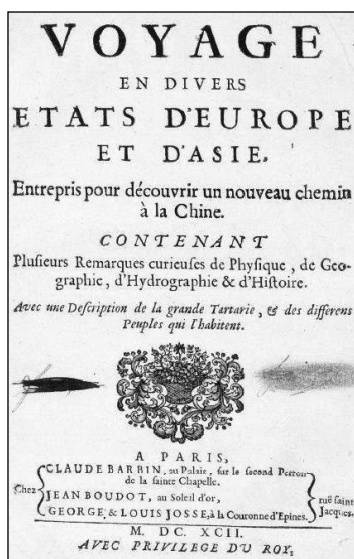 VOYAGE
EN DIVERS
ETATS D'EUROPE
ET D'ASIE,
Entrepris pour découvrir un nouveau chemin
à la Chine.
CONTENANT
Plusieurs Remarques curieuses de Physique, de Geo-
graphie, d'Hydrographie & d'Histoire.
Avec une Description de la grande Tartarie, & des differens
Peuples qui l'habitent.
A PARIS,
Chez
CLAUDE BARBIN, au Palais, sur le second Perron
de la sainte Chapelle.
JEAN BOUDOT, au Soleil d'or,
GEORGE, & LOUIS JOSSE, à la Couronne d'Epines.
ruë saint
Jacques.
M. DC. XCII.
AVEC PRIVILEGE DU ROY,